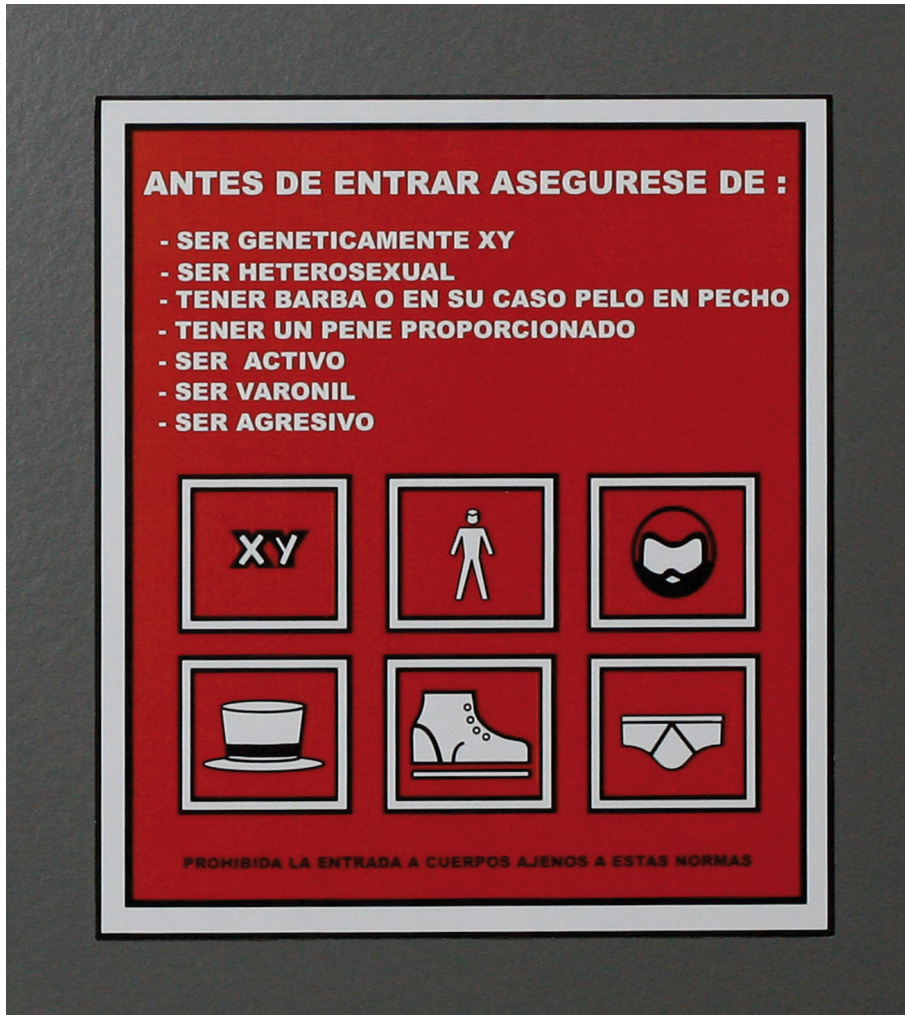 ANTES DE ENTRAR ASEGURESE DE :
- SER GENETICAMENTE XY
- SER HETEROSEXUAL
- TENER BARBA O EN SU CASO PELO EN PECHO
- TENER UN PENE PROPORCIONADO
- SER ACTIVO
- SER VARONIL
- SER AGRESIVO
XY
PROHIBIDA LA ENTRADA A CUERPOS AJENOS A ESTAS NORMAS